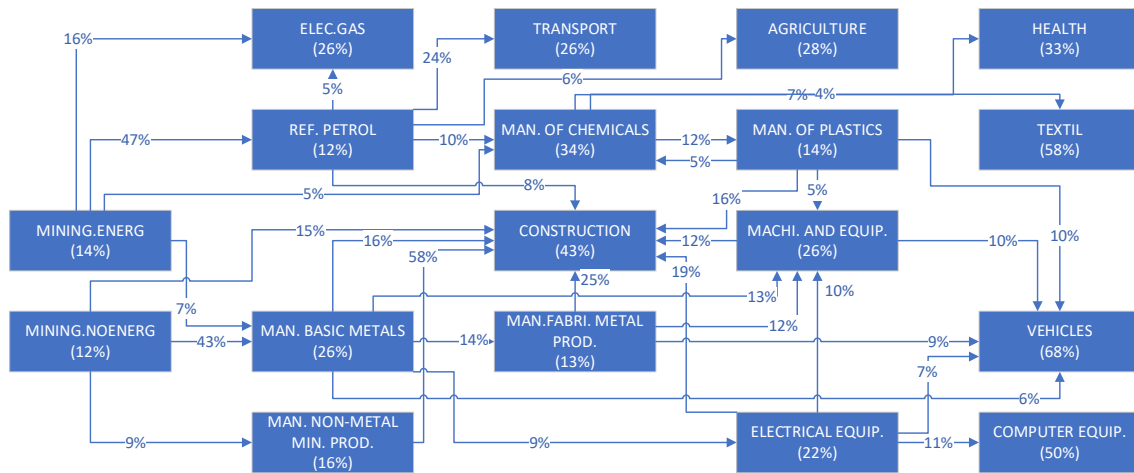 ELEC.GAS
(26%)
TRANSPORT
(26%)
AGRICULTURE
(28%)
HEALTH
(33%)
16%
24%
6%
5%
7%
4%
REF. PETROL
(12%)
MAN. OF CHEMICALS
(34%)
MAN. OF PLASTICS
(14%)
TEXTIL
(58%)
47%
10%
12%
5%
8%
5%
5%
16%
MINING.ENERG
(14%)
CONSTRUCTION
(43%)
MACHI. AND EQUIP.
(26%)
15%
16%
58%
12%
10%
10%
25%
19%
10%
13%
7%
MINING.NOENERG
(12%)
MAN. BASIC METALS
(26%)
MAN.FABRI. METAL
PROD.
(13%)
VEHICLES
(68%)
43%
14%
12%
9%
7%
6%
MAN. NON-METAL
MIN. PROD.
(16%)
ELECTRICAL EQUIP.
(22%)
COMPUTER EQUIP.
(50%)
9%
9%
11%